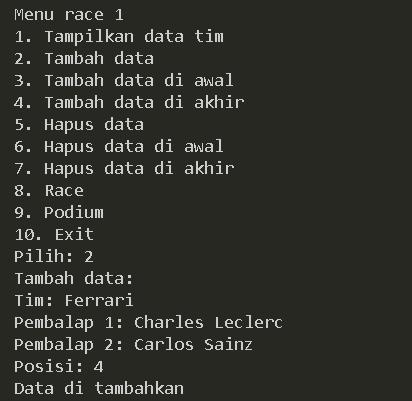 Menu race 1
1. Tampilkan data tim
2. Tambah data
3. Tambah data di awal
4. Tambah data di akhir
5. Hapus data
6. Hapus data di awal
7. Hapus data di akhir
8. Race
9. Podium
10. Exit
Pilih: 2
Tambah data:
Tim: Ferrari
Pembalap 1: Charles Leclerc
Pembalap 2: Carlos Sainz
Posisi: 4
Data di tambahkan